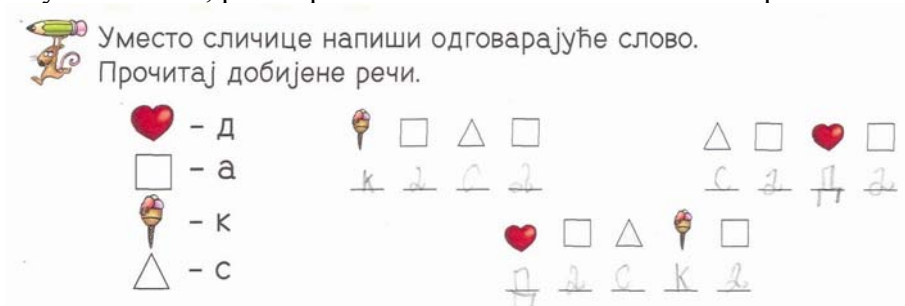 Уместо сличице напиши одговарајуће слово.
Прочитај добијене речи.
– д
– а
– к
– с
к а с а
с а д а
д а с к а